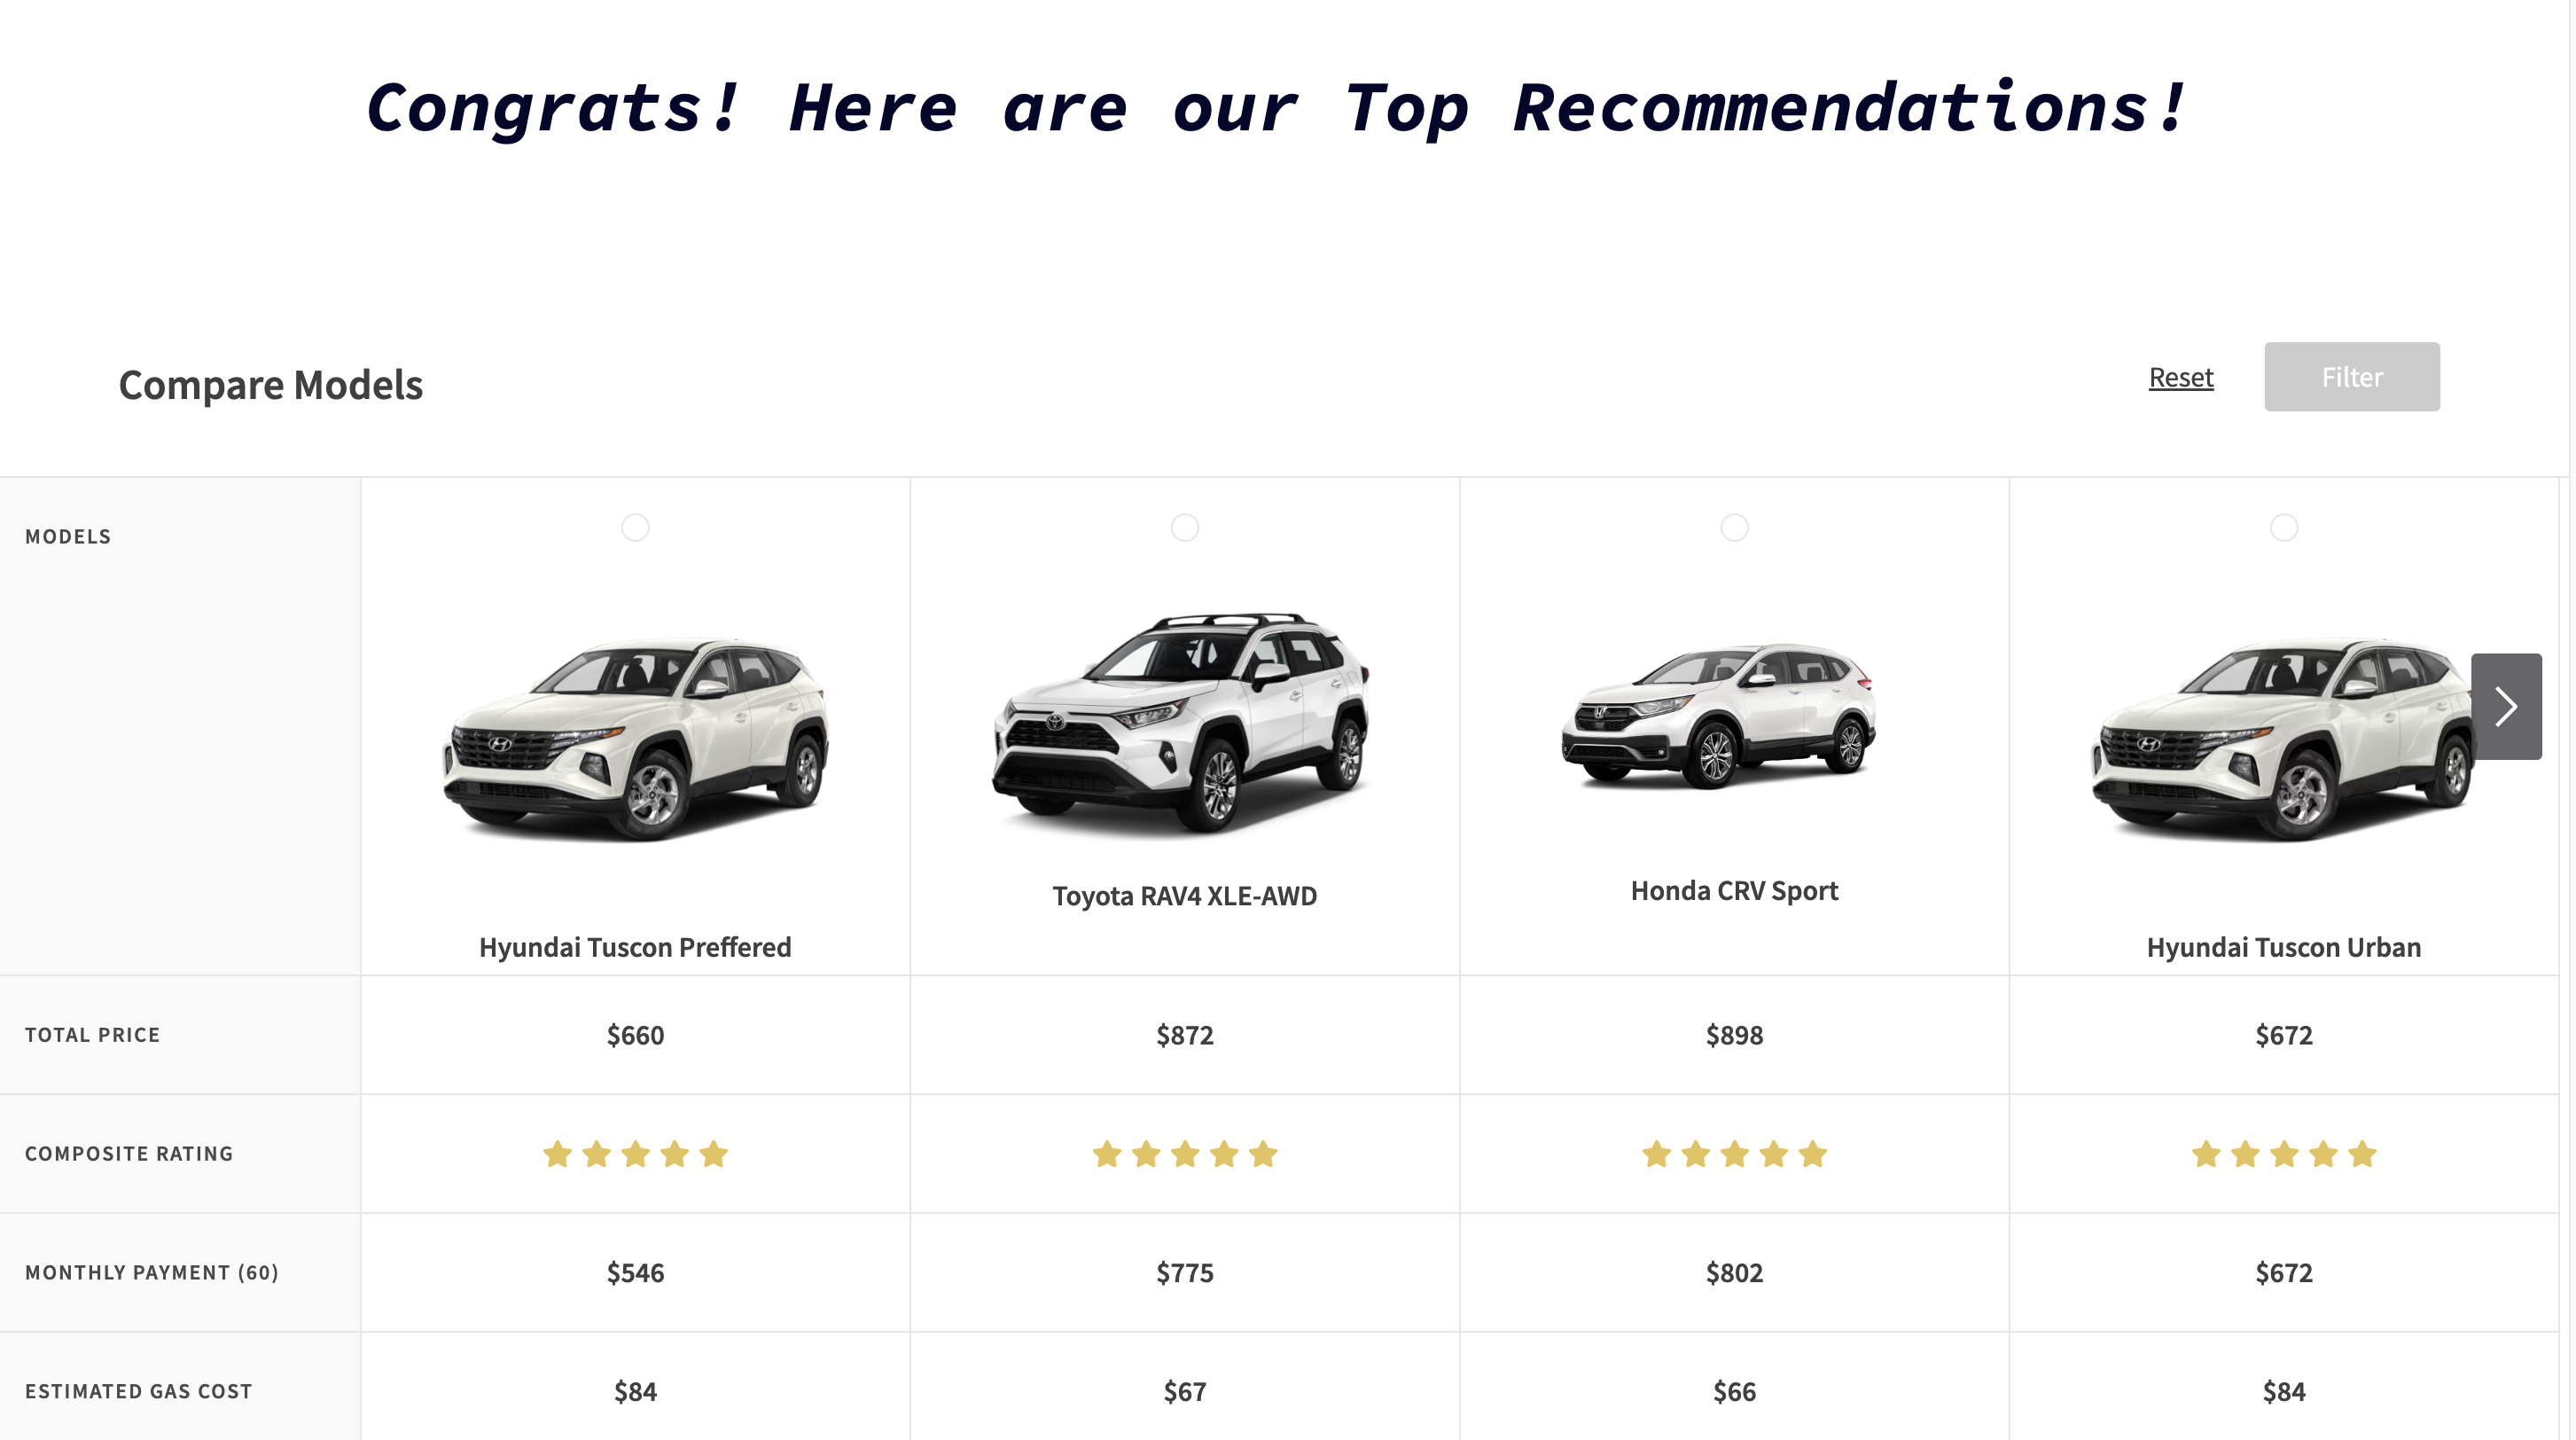 Congrats! Here are our Top Recommendations!
Compare Models
Reset
Filter
MODELS
Hyundai Tuscon Preffered
Toyota RAV4 XLE-AWD
Honda CRV Sport
Hyundai Tuscon Urban
TOTAL PRICE
$660
$872
$898
$672
COMPOSITE RATING
MONTHLY PAYMENT (60)
$546
$775
$802
$672
ESTIMATED GAS COST
$84
$67
$66
$84